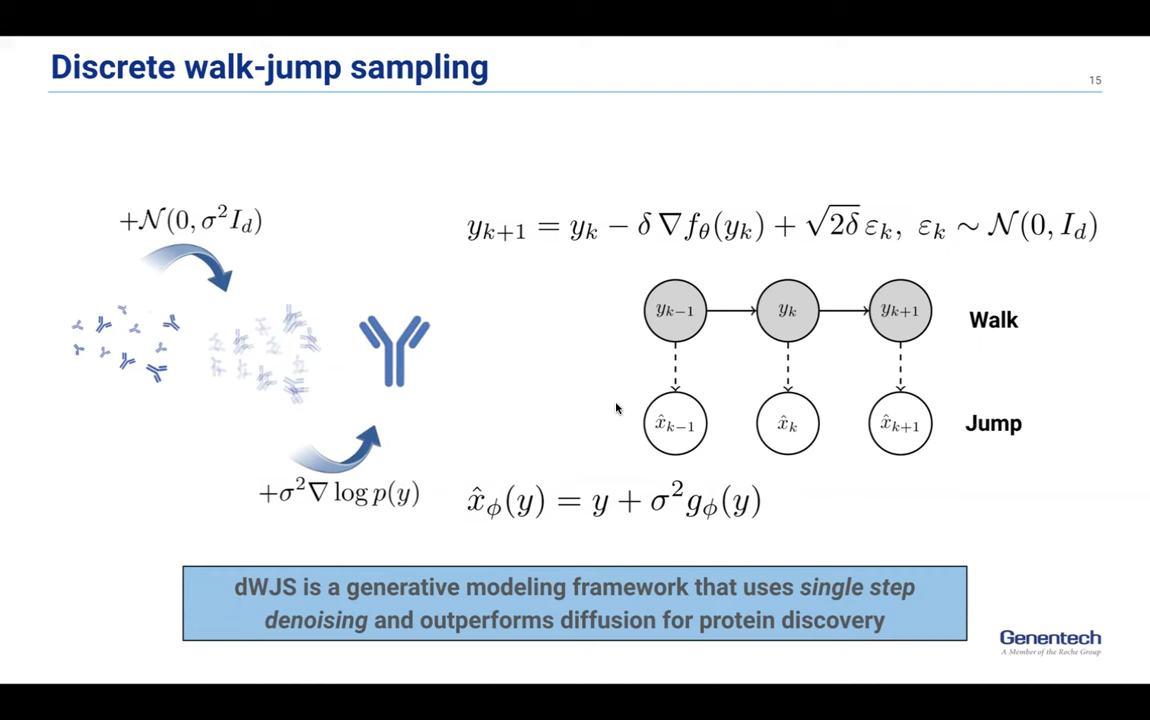 Discrete walk-jump sampling
15
+𝒩(0, σ²I_d)
y_{k+1} = y_k − δ ∇f_θ(y_k) + √2δ ε_k, ε_k ∼ 𝒩(0, I_d)
y_{k−1} y_k y_{k+1} Walk
x̂_{k−1} x̂_k x̂_{k+1} Jump
+σ²∇ log p(y)
x̂_ϕ(y) = y + σ²g_ϕ(y)
dWJS is a generative modeling framework that uses single step
denoising and outperforms diffusion for protein discovery
Genentech
A Member of the Roche Group